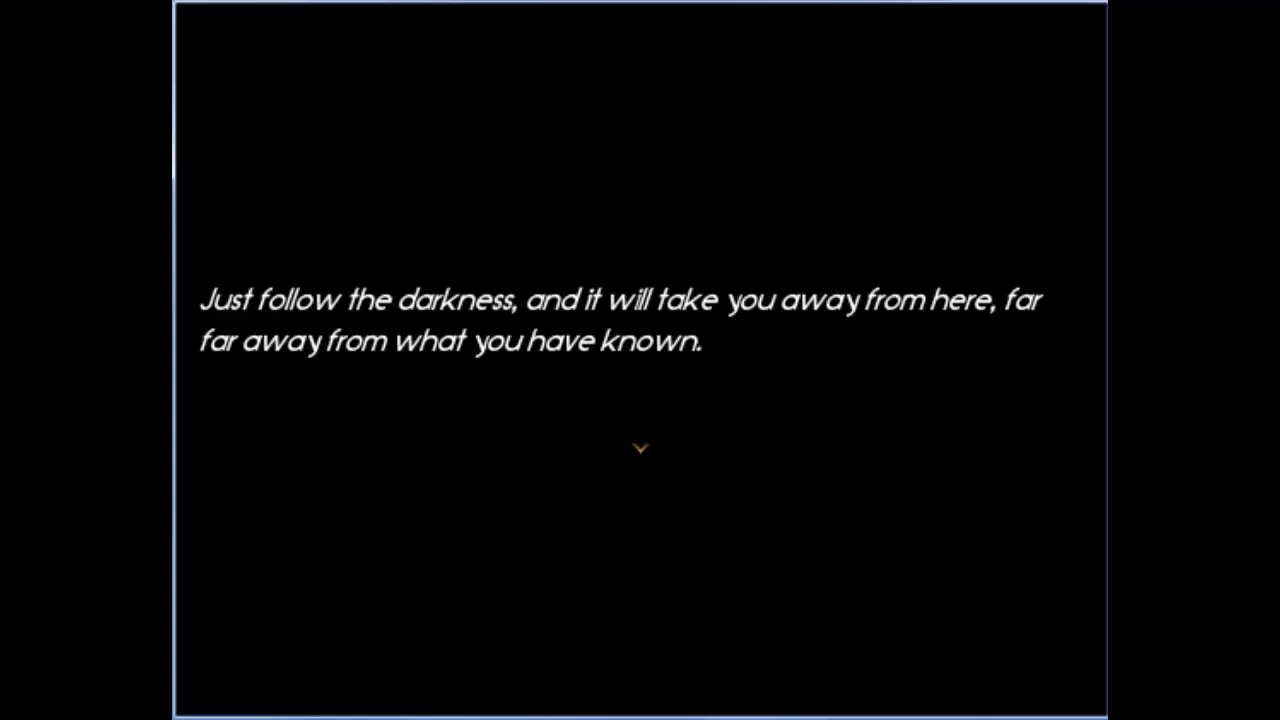 Just follow the darkness, and it will take you away from here, far
far away from what you have known.